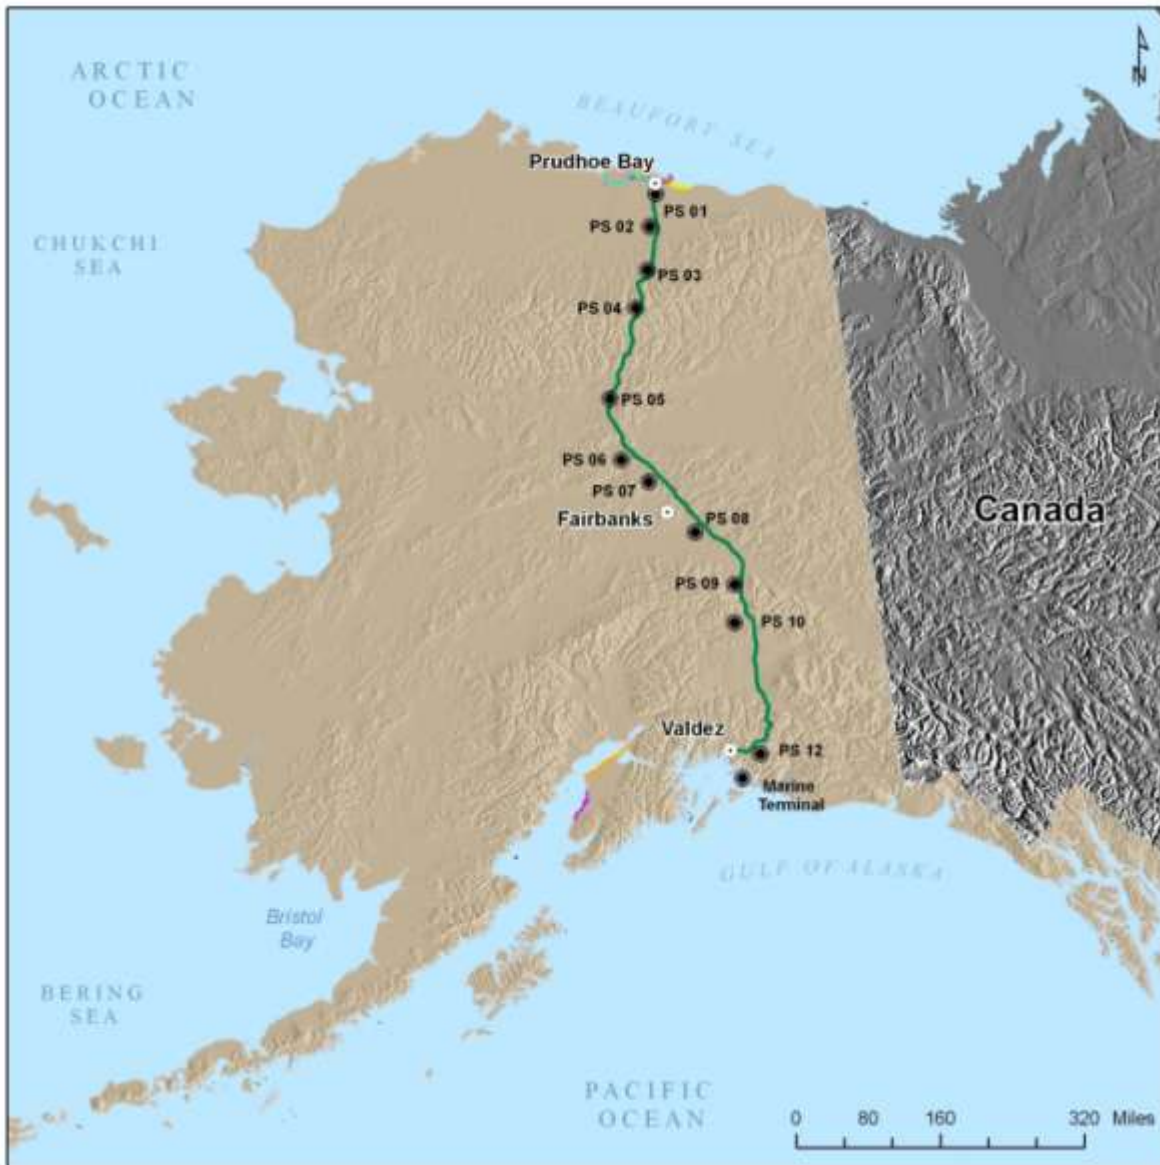 ARCTIC
OCEAN
N
BEAUFORT SEA
Prudhoe Bay
PS 01
PS 02
CHUKCHI
SEA
PS 03
PS 04
PS 05
PS 06
PS 07
Fairbanks
PS 08
Canada
PS 09
PS 10
Valdez
PS 12
Marine
Terminal
GULF OF ALASKA
Bristol
Bay
BERING
SEA
PACIFIC
OCEAN
0 80 160 320 Miles